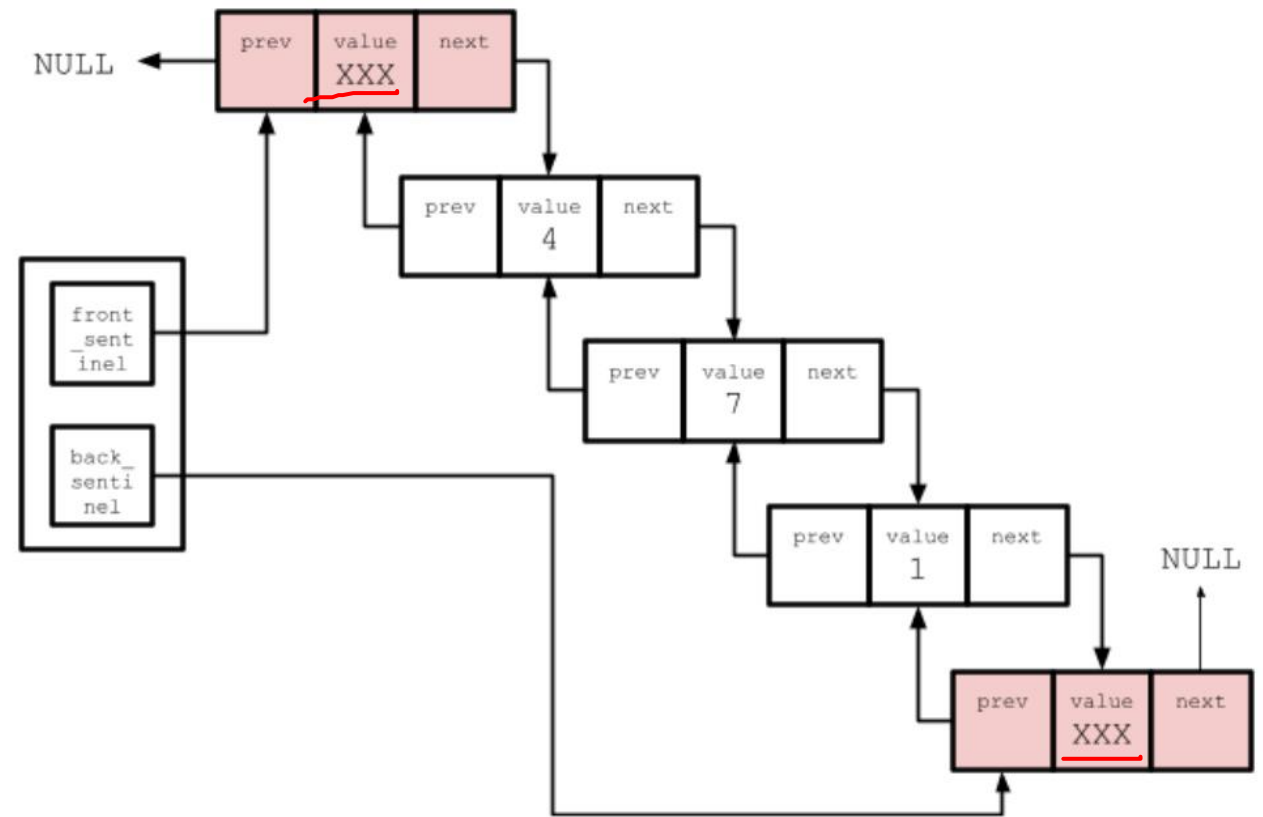 prev value next
NULL
XXX
prev value next
4
front
_sent
inel
prev value next
7
back_
senti
nel
prev value next
1
NULL
prev value next
XXX